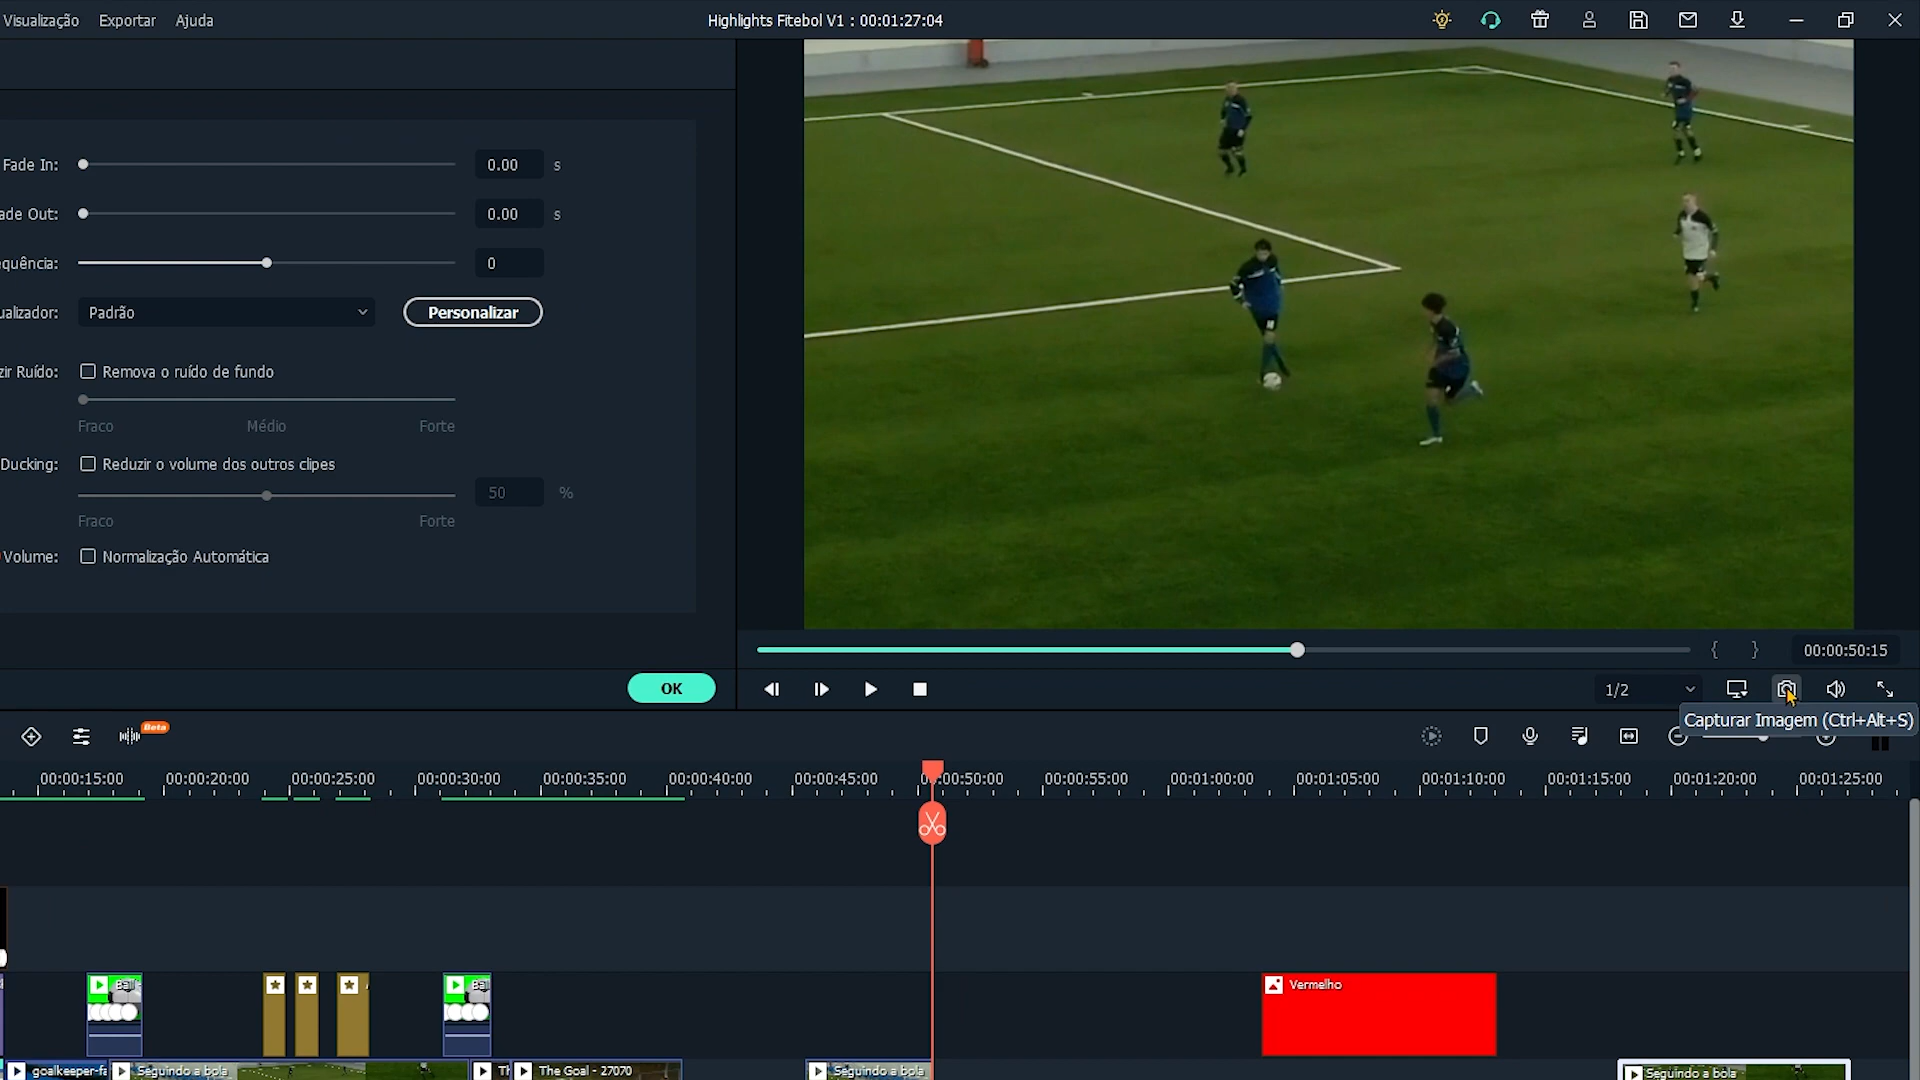 Visualização Exportar Ajuda
Highlights Fitebol V1 : 00:01:27:04
Fade In: 0.00 s
ade Out: 0.00 s
equência: 0
ualizador: Padrão Personalizar
zir Ruído: Remova o ruído de fundo
Fraco Médio Forte
Ducking: Reduzir o volume dos outros clipes
50 %
Fraco Forte
Volume: Normalização Automática
OK
{ } 00:00:50:15
1/2
Capturar Imagem (Ctrl+Alt+S)
Beta
00:00:15:00 00:00:20:00 00:00:25:00 00:00:30:00 00:00:35:00 00:00:40:00 00:00:45:00 00:00:50:00 00:00:55:00 00:01:00:00 00:01:05:00 00:01:10:00 00:01:15:00 00:01:20:00 00:01:25:00
Ball
Bal
Vermelho
goalkeeper-fa
Seguindo a bola
Th
The Goal - 27070
Seguindo a bola
Seguindo a bola